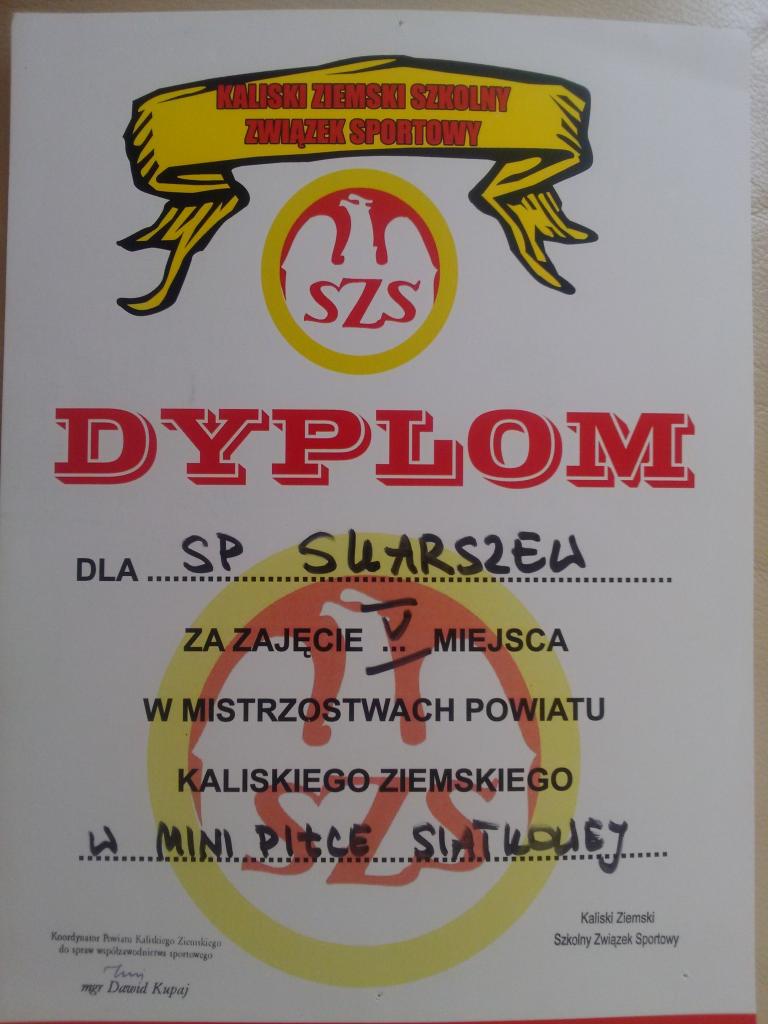 KALISKI ZIEMSKI SZKOLNY
ZWIĄZEK SPORTOWY
SZS
DYPLOM
DLA SP SKARSZEW
ZA ZAJĘCIE V MIEJSCA
W MISTRZOSTWACH POWIATU
KALISKIEGO ZIEMSKIEGO
SZS
W MINI PIŁCE SIATKOWEJ
Kaliski Ziemski
Szkolny Związek Sportowy
Koordynator Powiatu Kaliskiego Ziemskiego
do spraw współzawodnictwa sportowego
mgr Dawid Kupaj